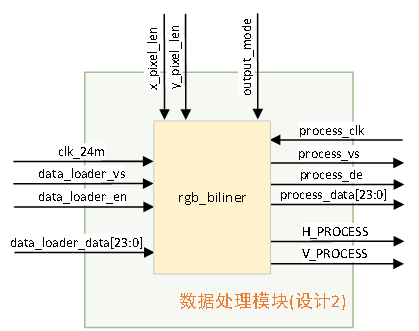 x_pixel_len
y_pixel_len
output_mode
clk_24m
data_loader_vs
data_loader_en
data_loader_data[23:0]
rgb_biliner
process_clk
process_vs
process_de
process_data[23:0]
H_PROCESS
V_PROCESS
数据处理模块(设计2)